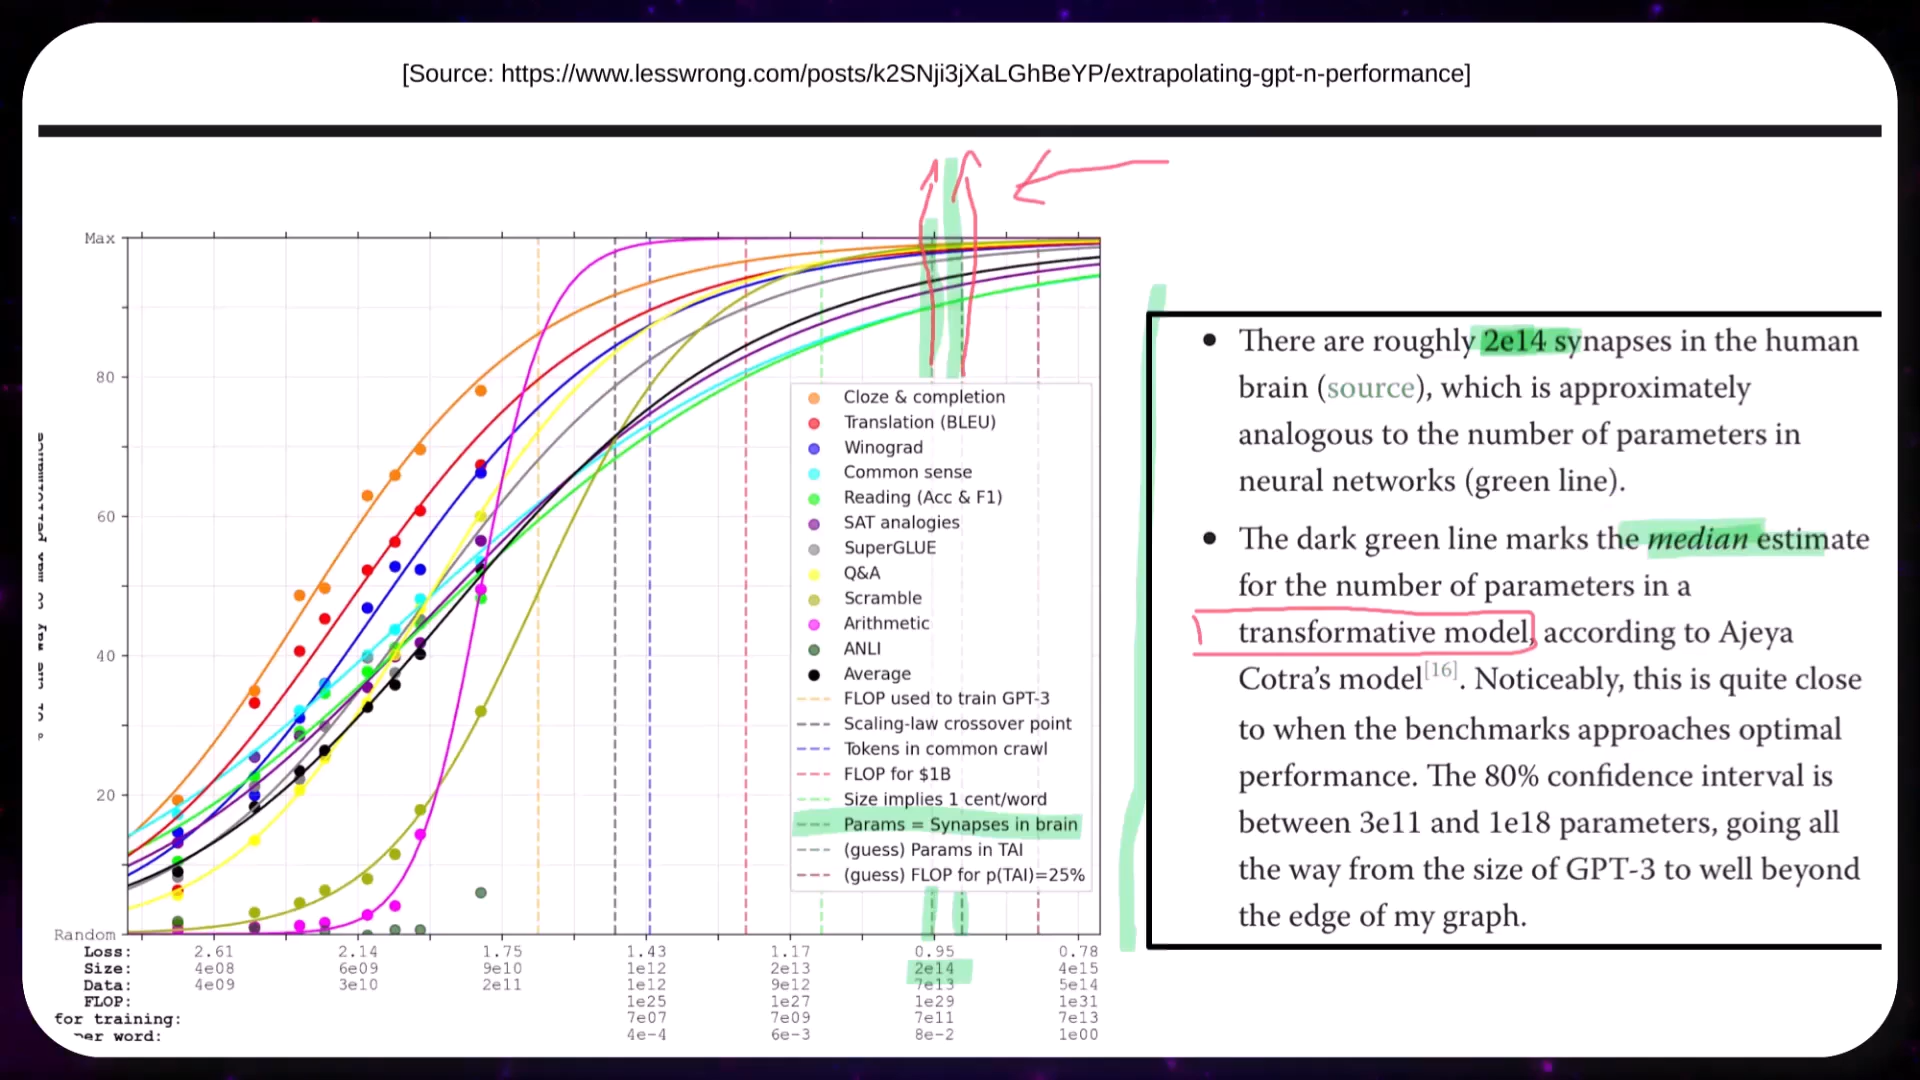 [Source: https://www.lesswrong.com/posts/k2SNji3jXaLGhBeYP/extrapolating-gpt-n-performance]
Max
80
60
40
20
Random
Cloze & completion
Translation (BLEU)
Winograd
Common sense
Reading (Acc & F1)
SAT analogies
SuperGLUE
Q&A
Scramble
Arithmetic
ANLI
Average
FLOP used to train GPT-3
Scaling-law crossover point
Tokens in common crawl
FLOP for $1B
Size implies 1 cent/word
Params = Synapses in brain
(guess) Params in TAI
(guess) FLOP for p(TAI)=25%
Loss: 2.61 2.14 1.75 1.43 1.17 0.95 0.78
Size: 4e08 6e09 9e10 1e12 2e13 2e14 4e15
Data: 4e09 3e10 2e11 1e12 9e12 7e13 5e14
FLOP: 1e25 1e27 1e29 1e31
for training: 7e07 7e09 7e11 7e13
per word: 4e-4 6e-3 8e-2 1e00
• There are roughly 2e14 synapses in the human
brain (source), which is approximately
analogous to the number of parameters in
neural networks (green line).
• The dark green line marks the median estimate
for the number of parameters in a
transformative model, according to Ajeya
Cotra’s model[16]. Noticeably, this is quite close
to when the benchmarks approaches optimal
performance. The 80% confidence interval is
between 3e11 and 1e18 parameters, going all
the way from the size of GPT-3 to well beyond
the edge of my graph.